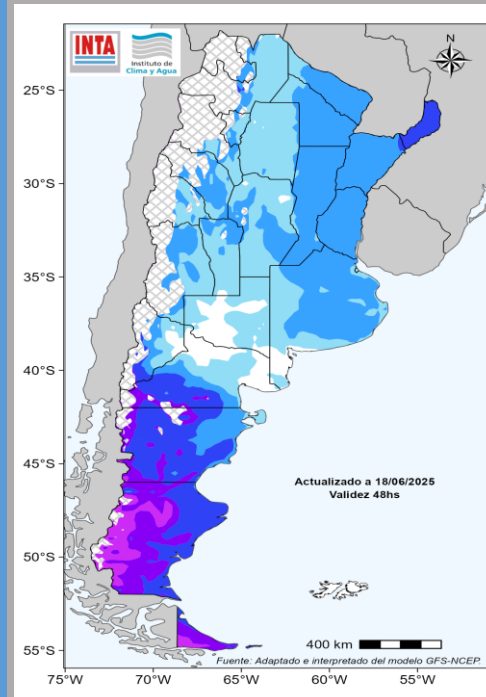 INTA
Instituto de
Clima y Agua
N
25°S
30°S
35°S
40°S
45°S
50°S
55°S
Actualizado a 18/06/2025
Validez 48hs
400 km
Fuente: Adaptado e interpretado del modelo GFS-NCEP.
75°W
70°W
65°W
60°W
55°W